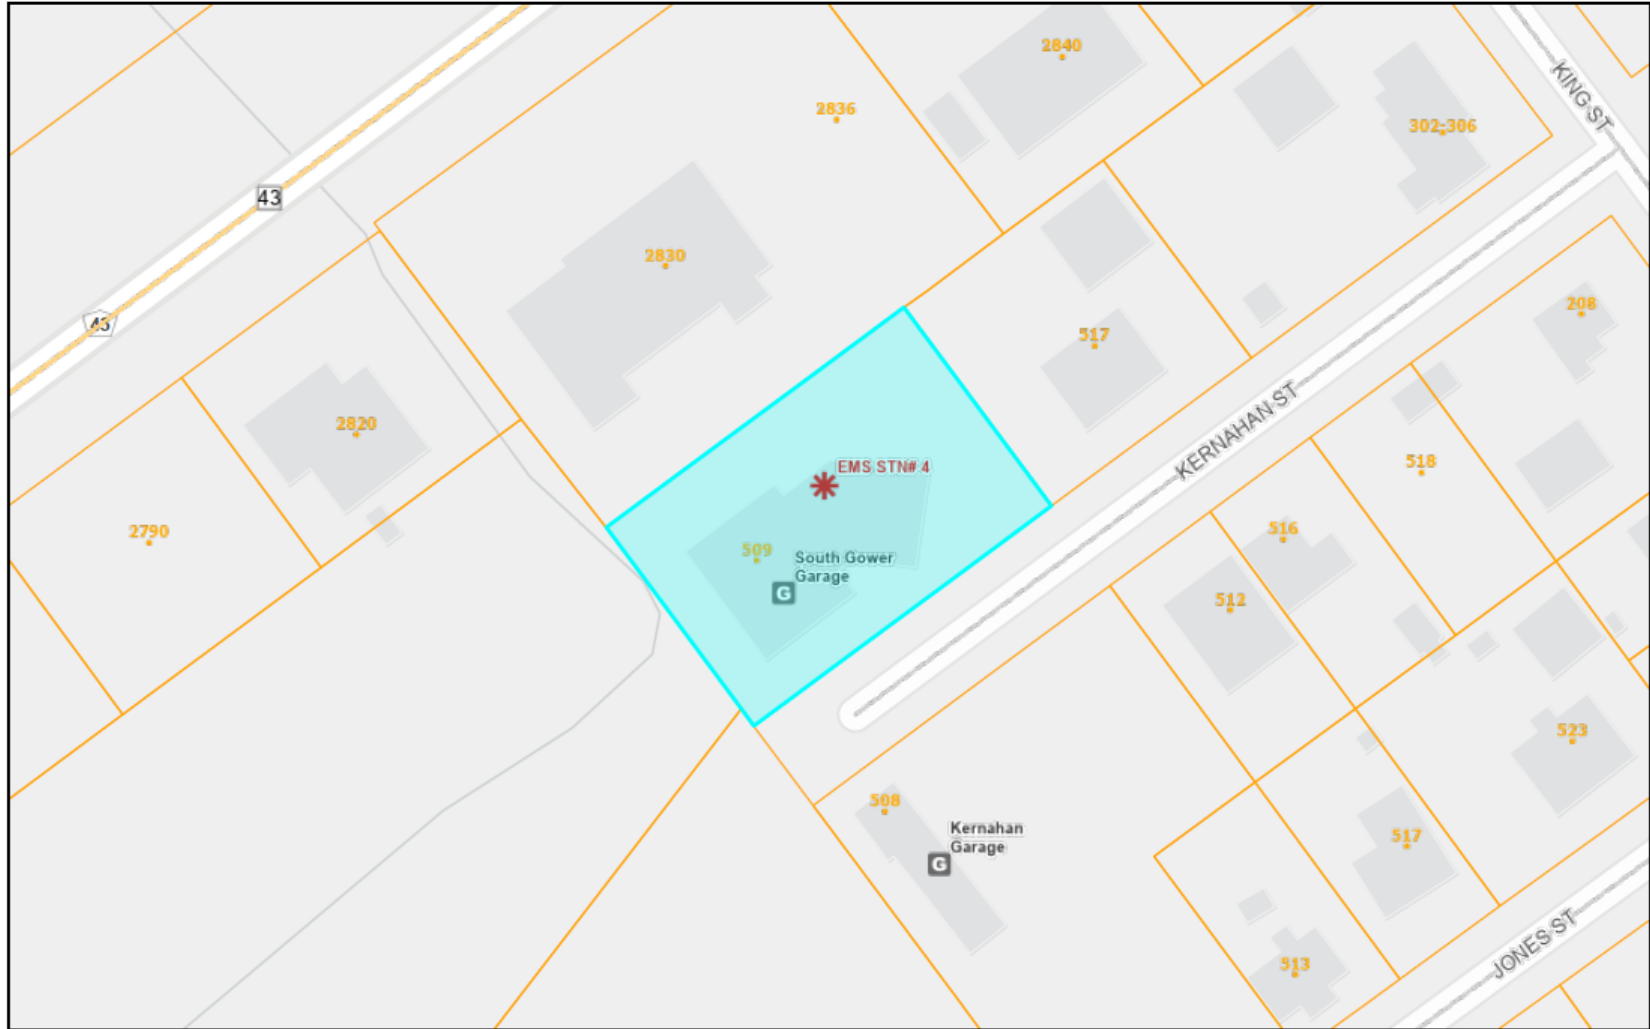 2840
KING ST
2836
302-306
43
2830
208
43
517
2820
KERNAHAN ST
518
EMS STN# 4
2790
516
509
South Gower
Garage
G
512
523
508
Kernahan
Garage
G
517
JONES ST
513